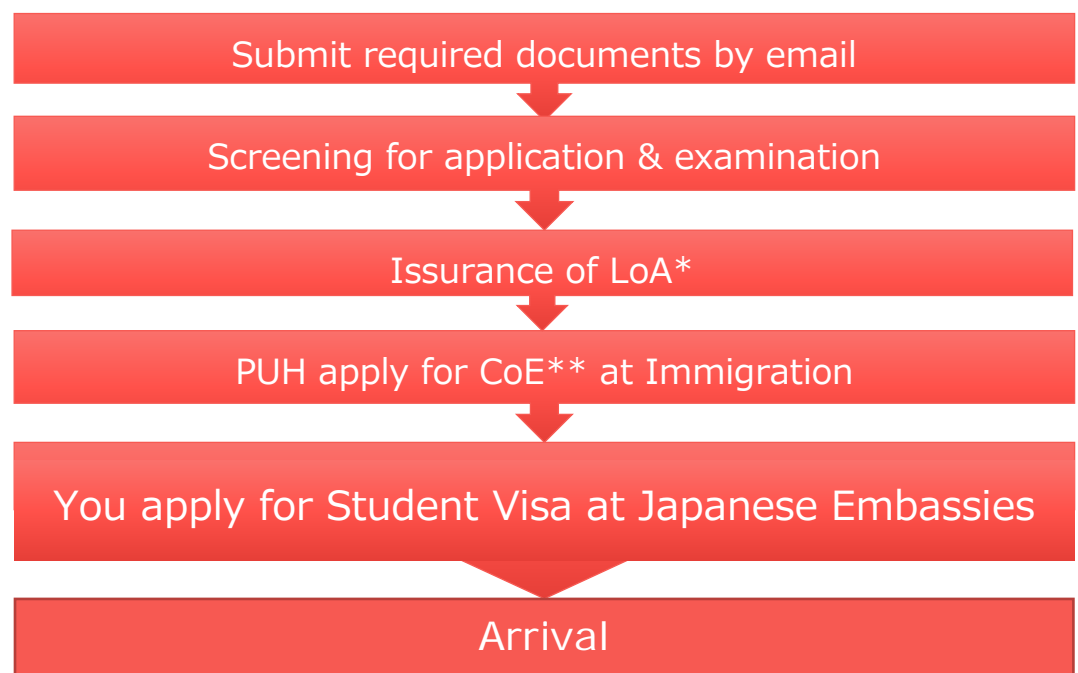 Submit required documents by email
Screening for application & examination
Issurance of LoA*
PUH apply for CoE** at Immigration
You apply for Student Visa at Japanese Embassies
Arrival